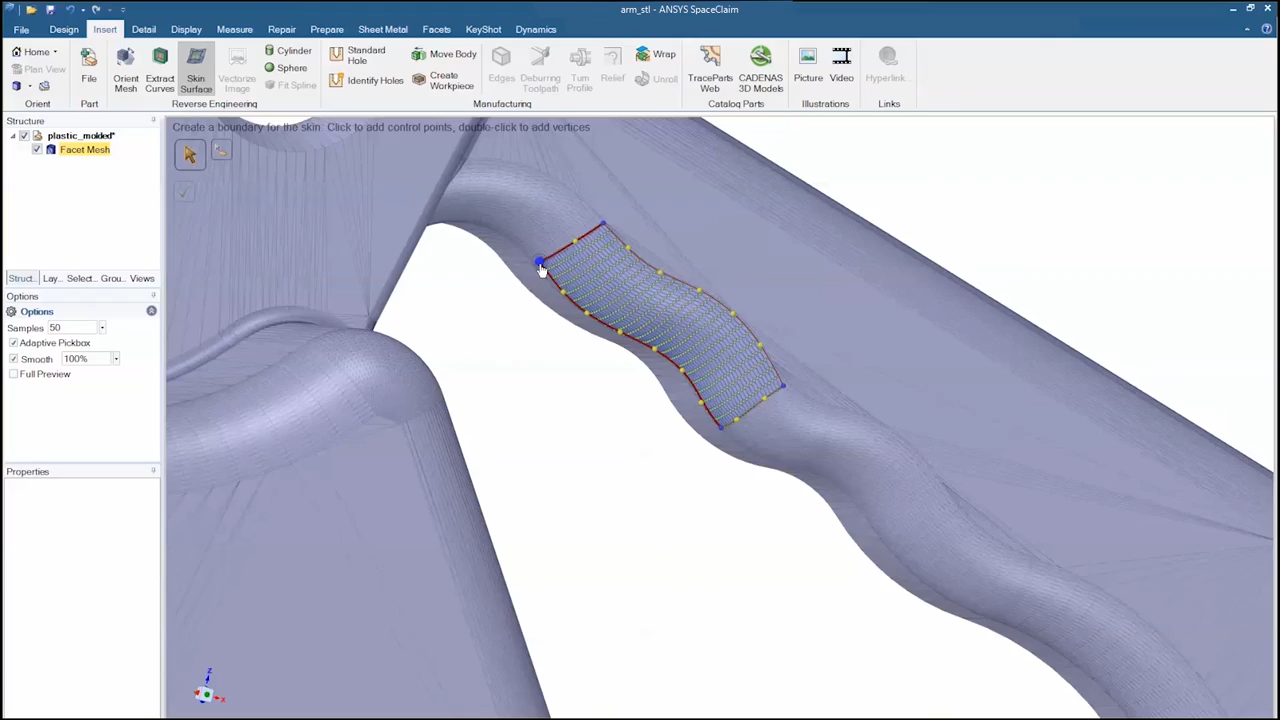 arm_stl - ANSYS SpaceClaim
File Design Insert Detail Display Measure Repair Prepare Sheet Metal Facets KeyShot Dynamics
Home
Plan View
Orient
File
Part
Orient Mesh
Extract Curves
Skin Surface
Vectorize Image
Cylinder
Sphere
Fit Spline
Reverse Engineering
Standard Hole
Identify Holes
Move Body
Create Workpiece
Edges
Deburring Toolpath
Turn Profile
Relief
Wrap
Unroll
Manufacturing
TraceParts Web
CADENAS 3D Models
Catalog Parts
Picture
Video
Illustrations
Hyperlink...
Links
Structure
plastic_molded*
Facet Mesh
Create a boundary for the skin Click to add control points, double-click to add vertices
Struct... Lay... Select... Grou... Views
Options
Options
Samples 50
Adaptive Pickbox
Smooth 100%
Full Preview
Properties
Z
X